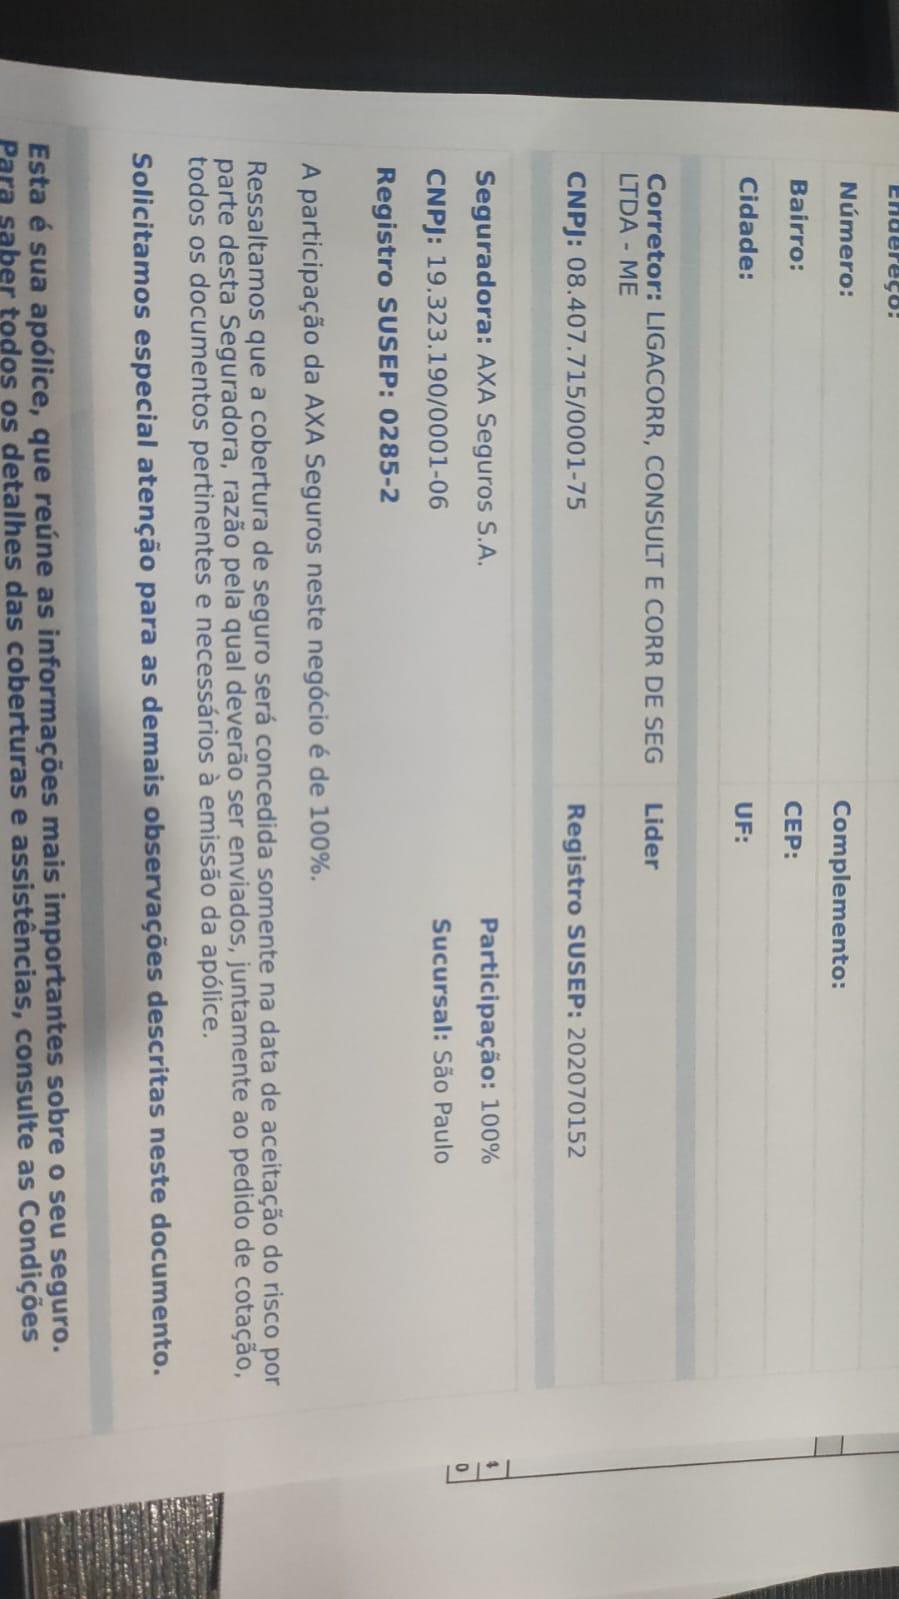 Endereço:
Número: Complemento:
Bairro: CEP:
Cidade: UF:
Corretor: LIGACORR, CONSULT E CORR DE SEG Lider
LTDA - ME
CNPJ: 08.407.715/0001-75 Registro SUSEP: 202070152
Seguradora: AXA Seguros S.A. Participação: 100%
CNPJ: 19.323.190/0001-06 Sucursal: São Paulo
Registro SUSEP: 0285-2
A participação da AXA Seguros neste negócio é de 100%.
Ressaltamos que a cobertura de seguro será concedida somente na data de aceitação do risco por
parte desta Seguradora, razão pela qual deverão ser enviados, juntamente ao pedido de cotação,
todos os documentos pertinentes e necessários à emissão da apólice.
Solicitamos especial atenção para as demais observações descritas neste documento.
Esta é sua apólice, que reúne as informações mais importantes sobre o seu seguro.
Para saber todos os detalhes das coberturas e assistências, consulte as Condições